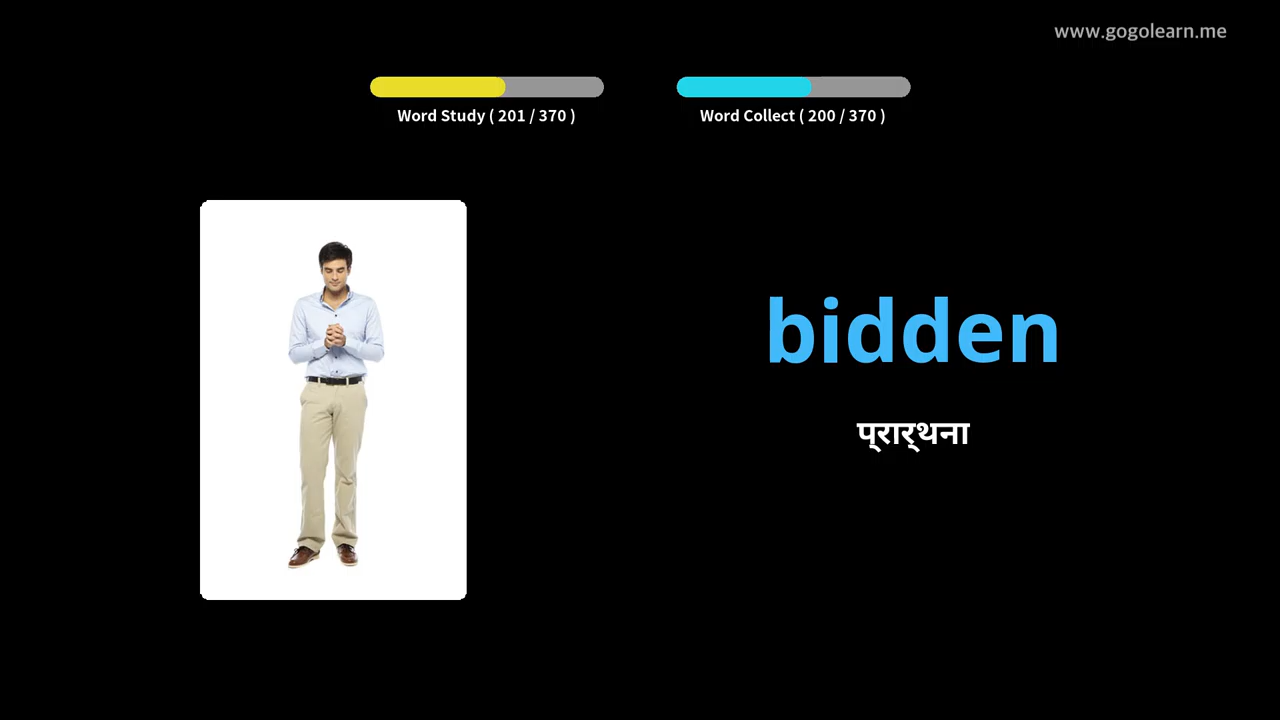 www.gogolearn.me
Word Study ( 201 / 370 )
Word Collect ( 200 / 370 )
bidden
प्रार्थना